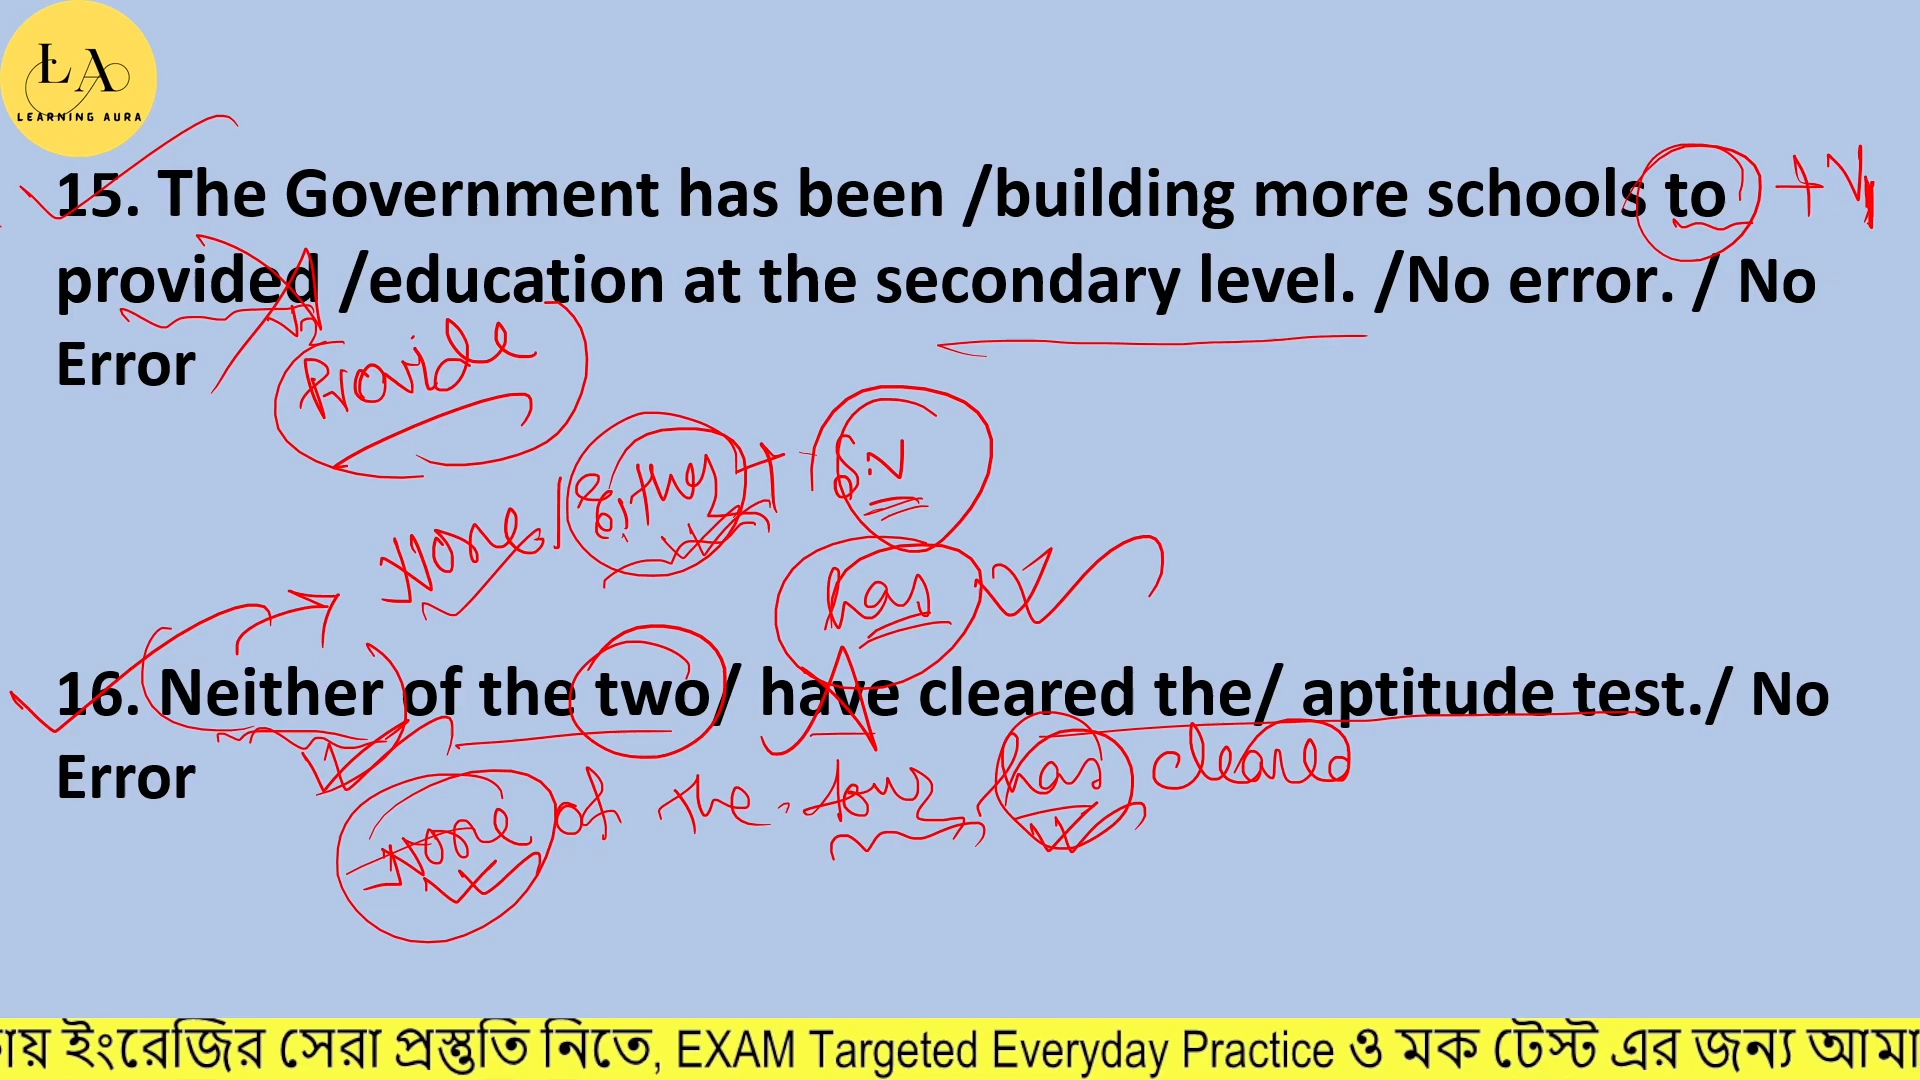 LA
LEARNING AURA
15. The Government has been /building more schools to + V1
provided /education at the secondary level. /No error. / No
Error
Provide
None / Either + S.V
has
16. Neither of the two/ have cleared the/ aptitude test./ No
Error
None of the four has cleared
ায় ইংরেজির সেরা প্রস্তুতি নিতে, EXAM Targeted Everyday Practice ও মক টেস্ট এর জন্য আমা